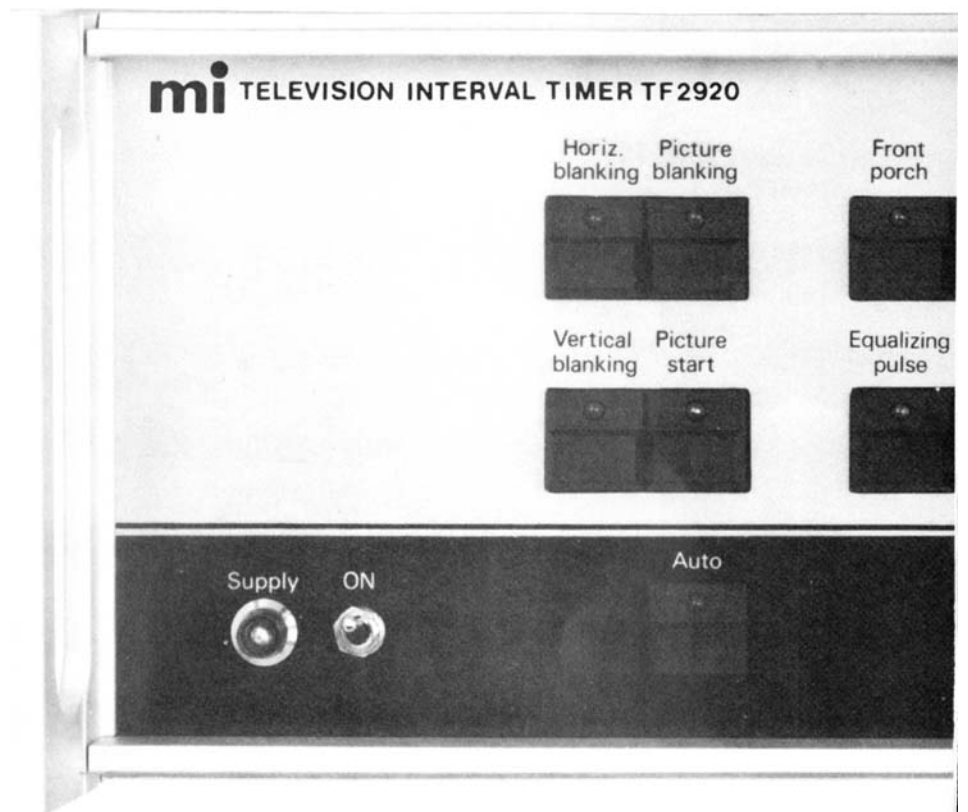 mi TELEVISION INTERVAL TIMER TF2920
Horiz. blanking
Picture blanking
Front porch
Vertical blanking
Picture start
Equalizing pulse
Supply
ON
Auto